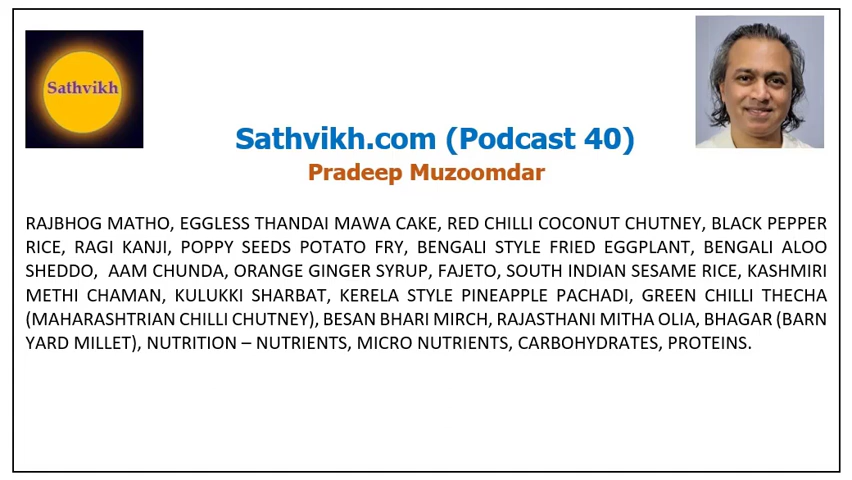 Sathvikh
Sathvikh.com (Podcast 40)
Pradeep Muzoomdar
RAJBHOG MATHO, EGGLESS THANDAI MAWA CAKE, RED CHILLI COCONUT CHUTNEY, BLACK PEPPER
RICE, RAGI KANJI, POPPY SEEDS POTATO FRY, BENGALI STYLE FRIED EGGPLANT, BENGALI ALOO
SHEDDO, AAM CHUNDA, ORANGE GINGER SYRUP, FAJETO, SOUTH INDIAN SESAME RICE, KASHMIRI
METHI CHAMAN, KULUKKI SHARBAT, KERELA STYLE PINEAPPLE PACHADI, GREEN CHILLI THECHA
(MAHARASHTRIAN CHILLI CHUTNEY), BESAN BHARI MIRCH, RAJASTHANI MITHA OLIA, BHAGAR (BARN
YARD MILLET), NUTRITION – NUTRIENTS, MICRO NUTRIENTS, CARBOHYDRATES, PROTEINS.